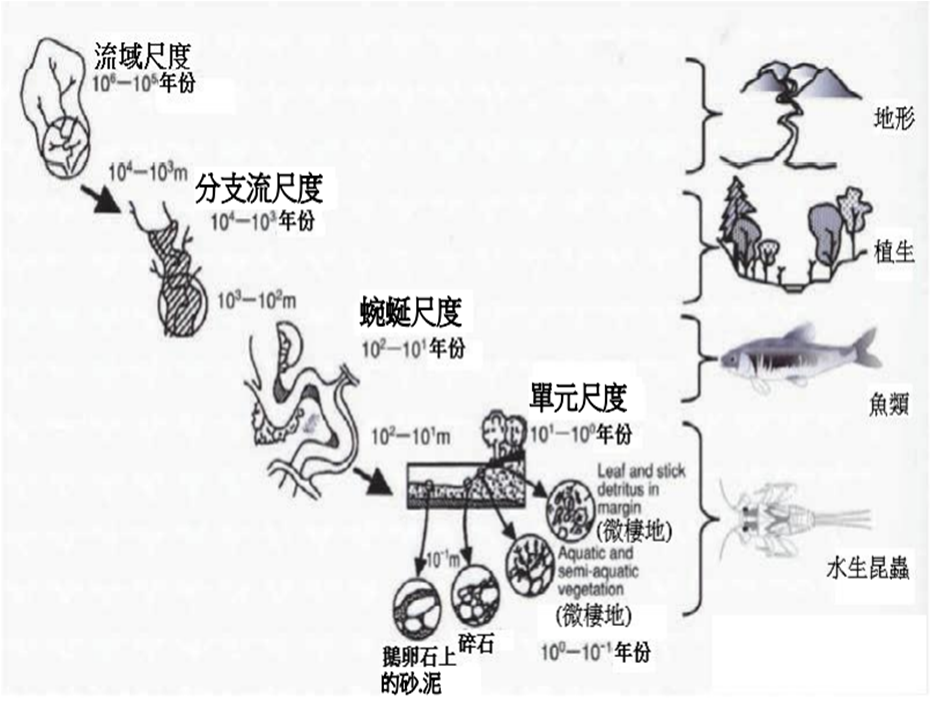 流域尺度
10⁶—10⁵年份
10⁴—10³m
分支流尺度
10⁴—10³年份
10³—10²m
蜿蜒尺度
10²—10¹年份
10²—10¹m
單元尺度
10¹—10⁰年份
Leaf and stick
detritus in
margin
(微棲地)
Aquatic and
semi-aquatic
vegetation
(微棲地)
10⁻¹m
鵝卵石上
的砂.泥
碎石
10⁰—10⁻¹年份
地形
植生
魚類
水生昆蟲